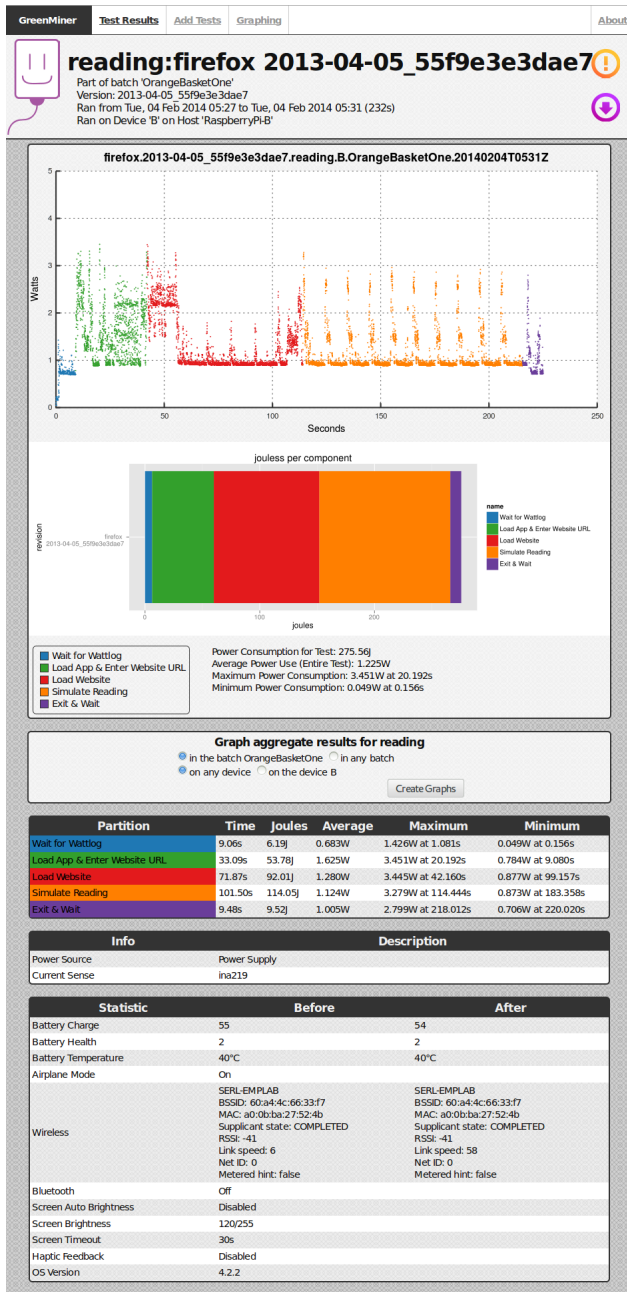 GreenMiner Test Results Add Tests Graphing About
reading:firefox 2013-04-05_55f9e3e3dae7
Part of batch 'OrangeBasketOne'
Version: 2013-04-05_55f9e3e3dae7
Ran from Tue, 04 Feb 2014 05:27 to Tue, 04 Feb 2014 05:31 (232s)
Ran on Device 'B' on Host 'RaspberryPi-B'
firefox.2013-04-05_55f9e3e3dae7.reading.B.OrangeBasketOne.20140204T0531Z
5
4
3
2
1
0
Watts
0 50 100 150 200 250
Seconds
jouless per component
revision
firefox
2013-04-05_55f9e3e3dae7
0 100 200
joules
name
Wait for Wattlog
Load App & Enter Website URL
Load Website
Simulate Reading
Exit & Wait
Wait for Wattlog
Load App & Enter Website URL
Load Website
Simulate Reading
Exit & Wait
Power Consumption for Test: 275.56J
Average Power Use (Entire Test): 1.225W
Maximum Power Consumption: 3.451W at 20.192s
Minimum Power Consumption: 0.049W at 0.156s
Graph aggregate results for reading
in the batch OrangeBasketOne in any batch
on any device on the device B
Create Graphs
Partition Time Joules Average Maximum Minimum
Wait for Wattlog 9.06s 6.19J 0.683W 1.426W at 1.081s 0.049W at 0.156s
Load App & Enter Website URL 33.09s 53.78J 1.625W 3.451W at 20.192s 0.784W at 9.080s
Load Website 71.87s 92.01J 1.280W 3.445W at 42.160s 0.877W at 99.157s
Simulate Reading 101.50s 114.05J 1.124W 3.279W at 114.444s 0.873W at 183.358s
Exit & Wait 9.48s 9.52J 1.005W 2.799W at 218.012s 0.706W at 220.020s
Info Description
Power Source Power Supply
Current Sense ina219
Statistic Before After
Battery Charge 55 54
Battery Health 2 2
Battery Temperature 40°C 40°C
Airplane Mode On
Wireless
SERL-EMPLAB SERL-EMPLAB
BSSID: 60:a4:4c:66:33:f7 BSSID: 60:a4:4c:66:33:f7
MAC: a0:0b:ba:27:52:4b MAC: a0:0b:ba:27:52:4b
Supplicant state: COMPLETED Supplicant state: COMPLETED
RSSI: -41 RSSI: -41
Link speed: 6 Link speed: 58
Net ID: 0 Net ID: 0
Metered hint: false Metered hint: false
Bluetooth Off
Screen Auto Brightness Disabled
Screen Brightness 120/255
Screen Timeout 30s
Haptic Feedback Disabled
OS Version 4.2.2